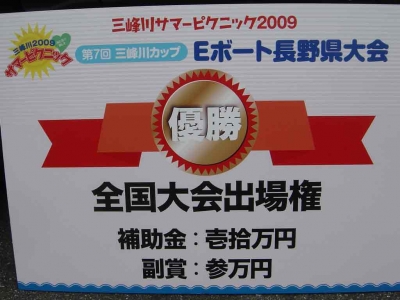 三峰川サマーピクニック2009
三峰川2009
サマーピクニック
第7回 三峰川カップ
Eボート長野県大会
優勝
全国大会出場権
補助金：壱拾万円
副賞：参万円